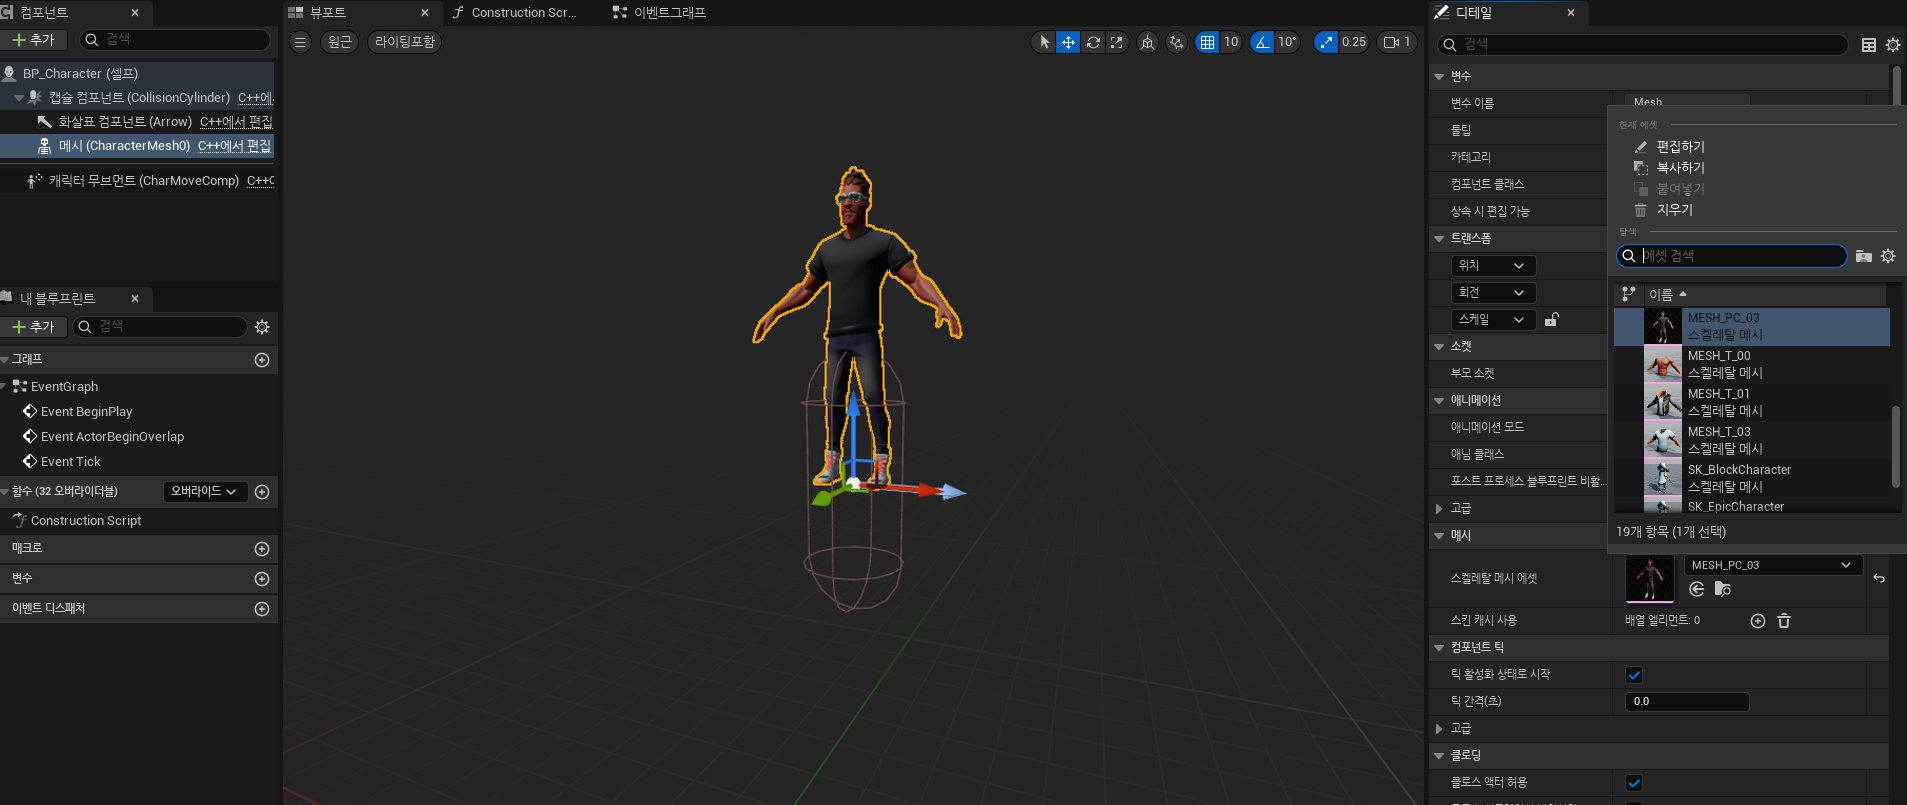 컴포넌트
추가
검색
BP_Character (셀프)
캡슐 컴포넌트 (CollisionCylinder) C++에.
화살표 컴포넌트 (Arrow) C++에서 편집
메시 (CharacterMesh0) C++에서 편집
캐릭터 무브먼트 (CharMoveComp) C++에
내 블루프린트
추가
검색
그래프
EventGraph
Event BeginPlay
Event ActorBeginOverlap
Event Tick
함수 (32 오버라이더블)
오버라이드
Construction Script
매크로
변수
이벤트 디스패처
뷰포트
Construction Scr...
이벤트그래프
원근
라이팅포함
10
10°
0.25
1
디테일
검색
변수
변수 이름
Mesh
툴팁
카테고리
컴포넌트 클래스
상속 시 편집 가능
트랜스폼
위치
회전
스케일
소켓
부모 소켓
애니메이션
애니메이션 모드
애님 클래스
포스트 프로세스 블루프린트 비활...
고급
현재 에셋
편집하기
복사하기
붙여넣기
지우기
탐색
에셋 검색
이름
MESH_PC_03
스켈레탈 메시
MESH_T_00
스켈레탈 메시
MESH_T_01
스켈레탈 메시
MESH_T_03
스켈레탈 메시
SK_BlockCharacter
스켈레탈 메시
SK_EpicCharacter
19개 항목 (1개 선택)
메시
스켈레탈 메시 에셋
MESH_PC_03
스킨 캐시 사용
배열 엘리먼트: 0
컴포넌트 틱
틱 활성화 상태로 시작
틱 간격(초)
0.0
고급
클로딩
클로스 액터 허용